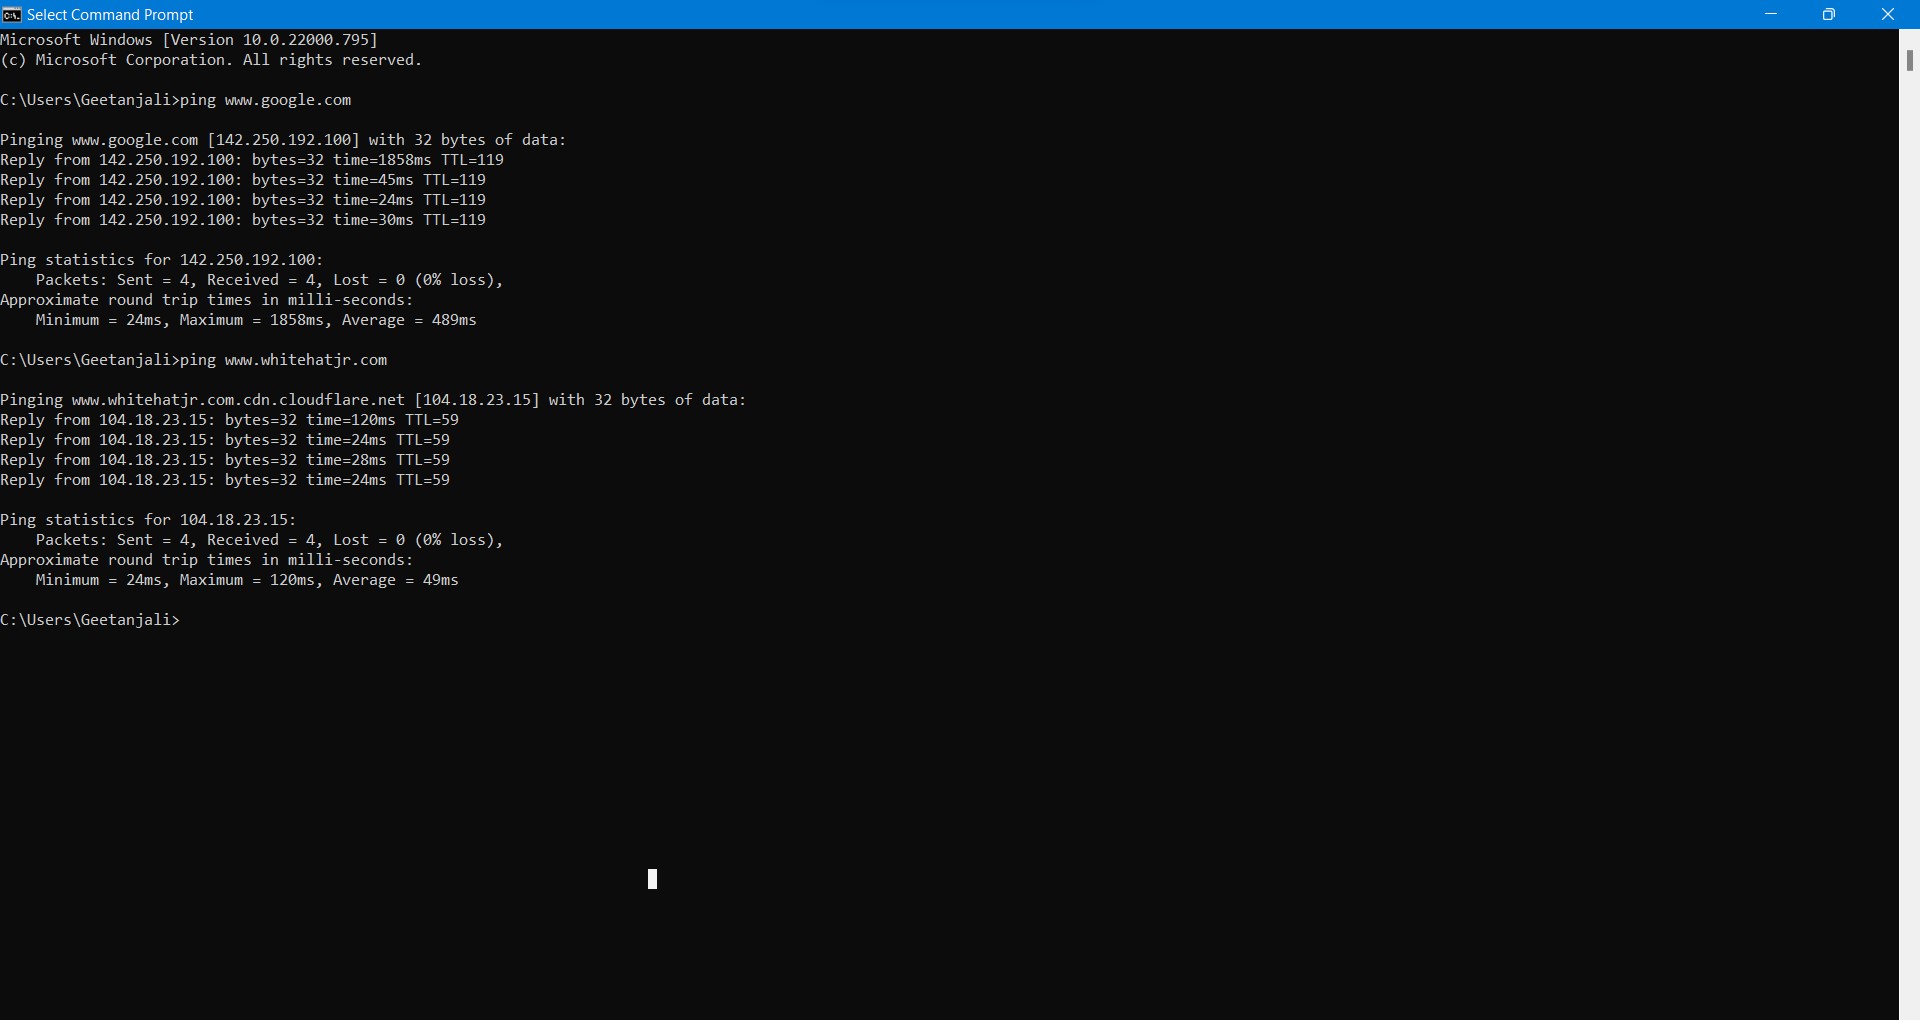 Select Command Prompt
Microsoft Windows [Version 10.0.22000.795]
(c) Microsoft Corporation. All rights reserved.
C:\Users\Geetanjali>ping www.google.com
Pinging www.google.com [142.250.192.100] with 32 bytes of data:
Reply from 142.250.192.100: bytes=32 time=1858ms TTL=119
Reply from 142.250.192.100: bytes=32 time=45ms TTL=119
Reply from 142.250.192.100: bytes=32 time=24ms TTL=119
Reply from 142.250.192.100: bytes=32 time=30ms TTL=119
Ping statistics for 142.250.192.100:
    Packets: Sent = 4, Received = 4, Lost = 0 (0% loss),
Approximate round trip times in milli-seconds:
    Minimum = 24ms, Maximum = 1858ms, Average = 489ms
C:\Users\Geetanjali>ping www.whitehatjr.com
Pinging www.whitehatjr.com.cdn.cloudflare.net [104.18.23.15] with 32 bytes of data:
Reply from 104.18.23.15: bytes=32 time=120ms TTL=59
Reply from 104.18.23.15: bytes=32 time=24ms TTL=59
Reply from 104.18.23.15: bytes=32 time=28ms TTL=59
Reply from 104.18.23.15: bytes=32 time=24ms TTL=59
Ping statistics for 104.18.23.15:
    Packets: Sent = 4, Received = 4, Lost = 0 (0% loss),
Approximate round trip times in milli-seconds:
    Minimum = 24ms, Maximum = 120ms, Average = 49ms
C:\Users\Geetanjali>